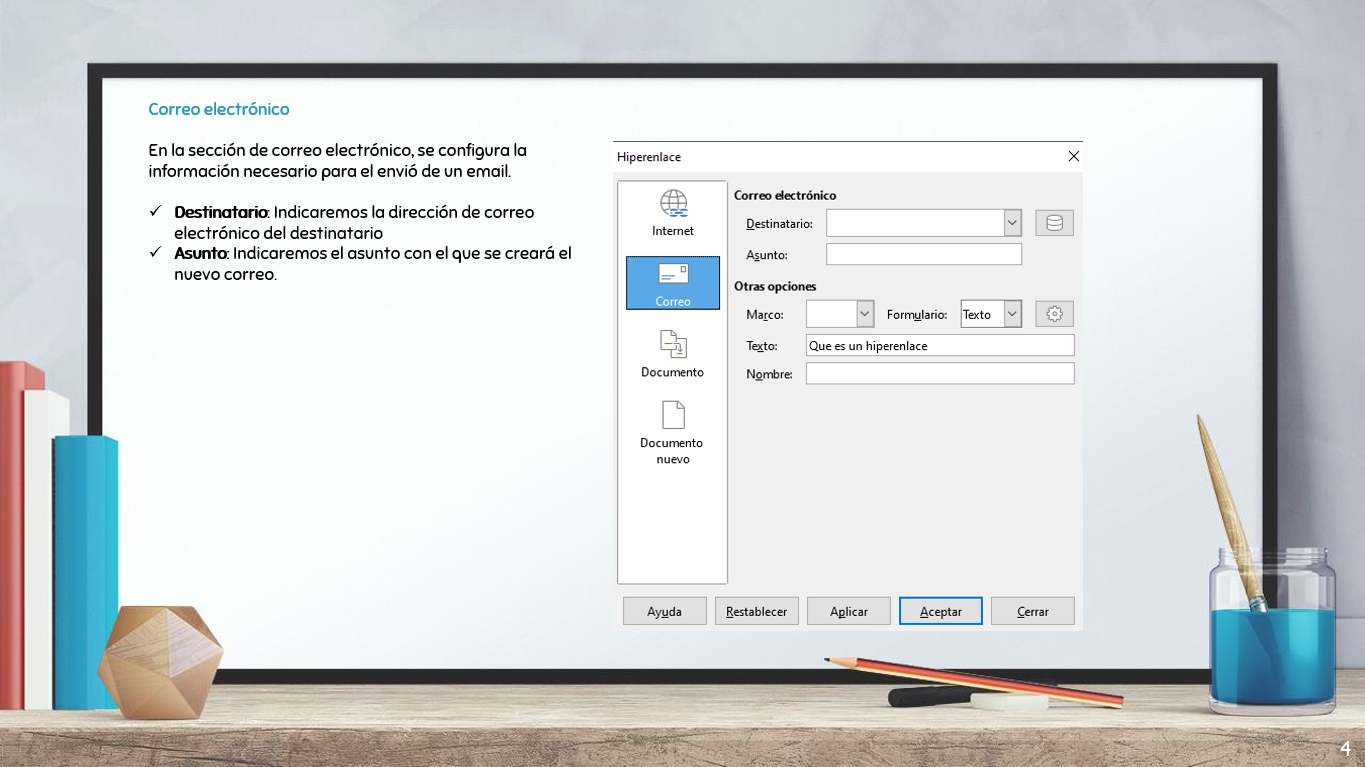 Correo electrónico
En la sección de correo electrónico, se configura la
información necesario para el envió de un email.
✓ Destinatario: Indicaremos la dirección de correo
electrónico del destinatario
✓ Asunto: Indicaremos el asunto con el que se creará el
nuevo correo.
Hiperenlace
Internet
Correo
Documento
Documento
nuevo
Correo electrónico
Destinatario:
Asunto:
Otras opciones
Marco: Formulario: Texto
Texto: Que es un hiperenlace
Nombre:
Ayuda Restablecer Aplicar Aceptar Cerrar
4